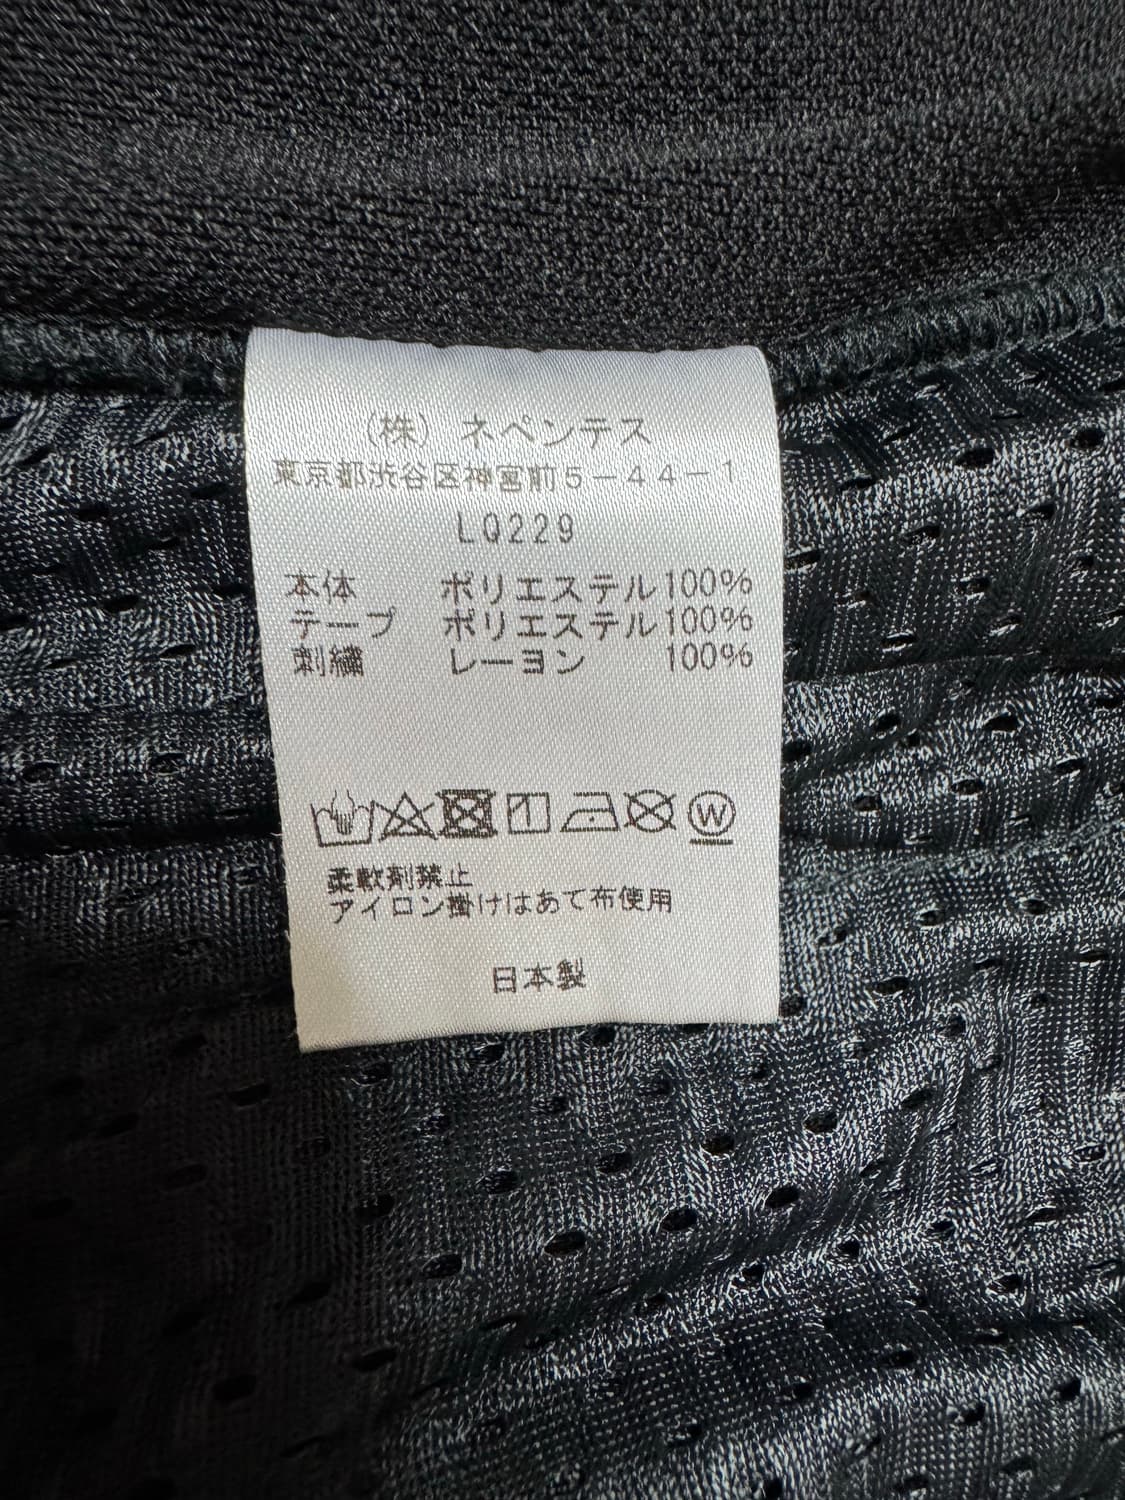 (株) ネペンテス
東京都渋谷区神宮前5-44-1
LQ229
本体 ポリエステル100%
テープ ポリエステル100%
刺繍 レーヨン 100%
W
柔軟剤禁止
アイロン掛けはあて布使用
日本製